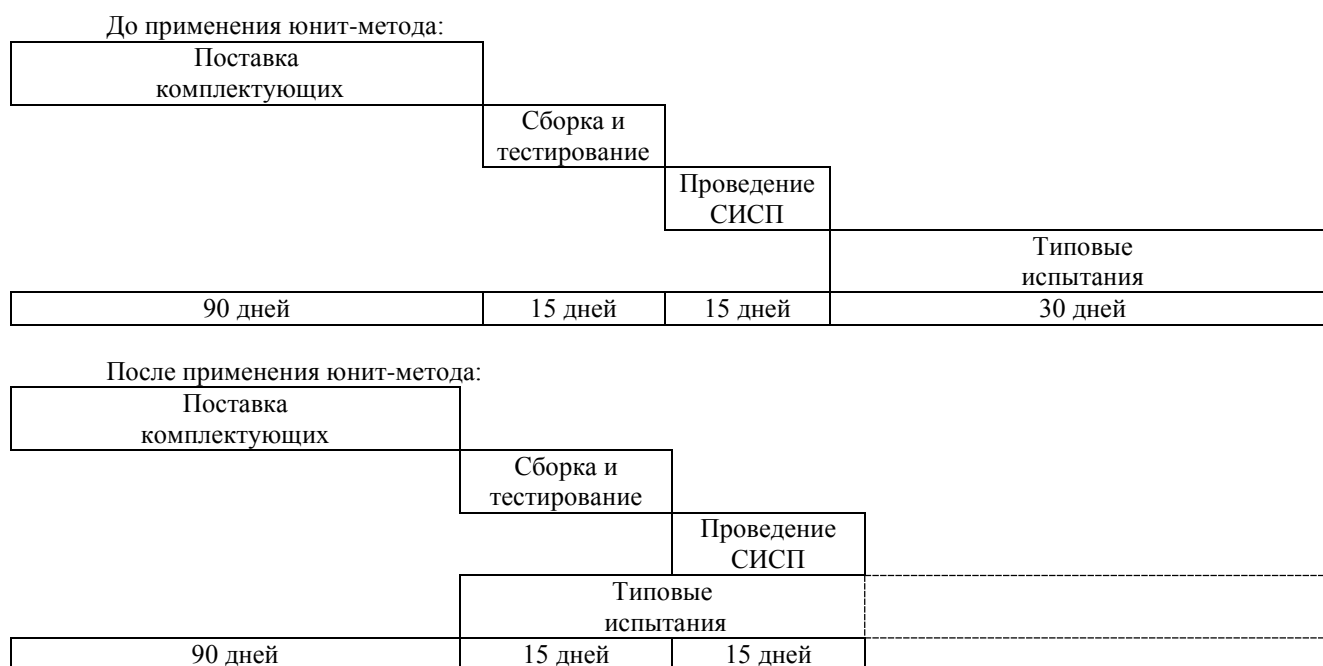 До применения юнит-метода:
Поставка
комплектующих
Сборка и
тестирование
Проведение
СИСП
Типовые
испытания
90 дней 15 дней 15 дней 30 дней
После применения юнит-метода:
Поставка
комплектующих
Сборка и
тестирование
Проведение
СИСП
Типовые
испытания
90 дней 15 дней 15 дней